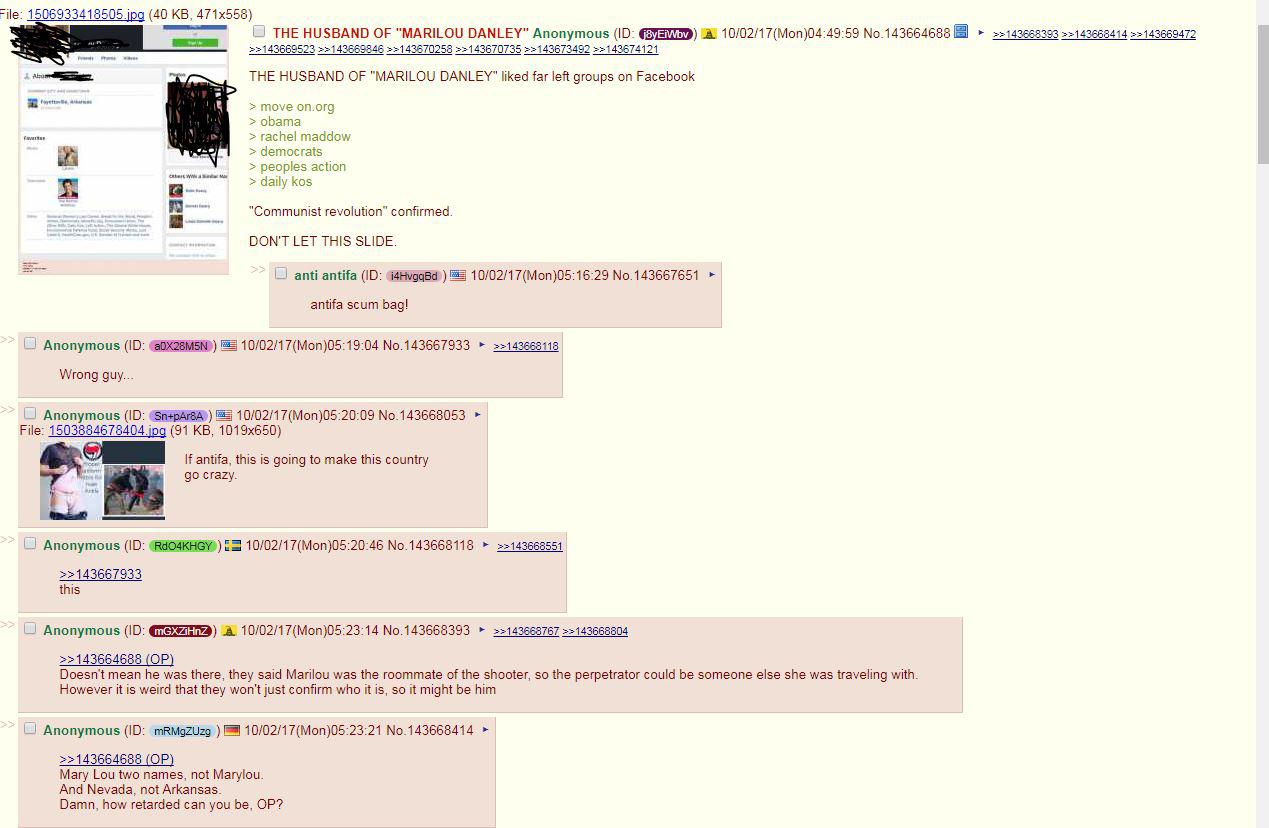 File: 1506933418505.jpg (40 KB, 471x558)
THE HUSBAND OF "MARILOU DANLEY" Anonymous (ID: j8yEiWbv) 10/02/17(Mon)04:49:59 No.143664688 >>143668393 >>143668414 >>143669472
>>143669523 >>143669846 >>143670258 >>143670735 >>143673492 >>143674121
THE HUSBAND OF "MARILOU DANLEY" liked far left groups on Facebook
> move on.org
> obama
> rachel maddow
> democrats
> peoples action
> daily kos
"Communist revolution" confirmed.
DON'T LET THIS SLIDE.
Sign Up
Friends Photos Videos
About
Photos
Fayetteville, Arkansas
Favorites
Others With a Similar Na
>> anti antifa (ID: i4HvgqBd) 10/02/17(Mon)05:16:29 No.143667651
antifa scum bag!
>> Anonymous (ID: a0X28M5N) 10/02/17(Mon)05:19:04 No.143667933 >>143668118
Wrong guy...
>> Anonymous (ID: Sn+pAr8A) 10/02/17(Mon)05:20:09 No.143668053
File: 1503884678404.jpg (91 KB, 1019x650)
If antifa, this is going to make this country
go crazy.
>> Anonymous (ID: RdO4KHGY) 10/02/17(Mon)05:20:46 No.143668118 >>143668551
>>143667933
this
>> Anonymous (ID: mGXZiHnZ) 10/02/17(Mon)05:23:14 No.143668393 >>143668767 >>143668804
>>143664688 (OP)
Doesn't mean he was there, they said Marilou was the roommate of the shooter, so the perpetrator could be someone else she was traveling with.
However it is weird that they won't just confirm who it is, so it might be him
>> Anonymous (ID: mRMgZUzg) 10/02/17(Mon)05:23:21 No.143668414
>>143664688 (OP)
Mary Lou two names, not Marylou.
And Nevada, not Arkansas.
Damn, how retarded can you be, OP?